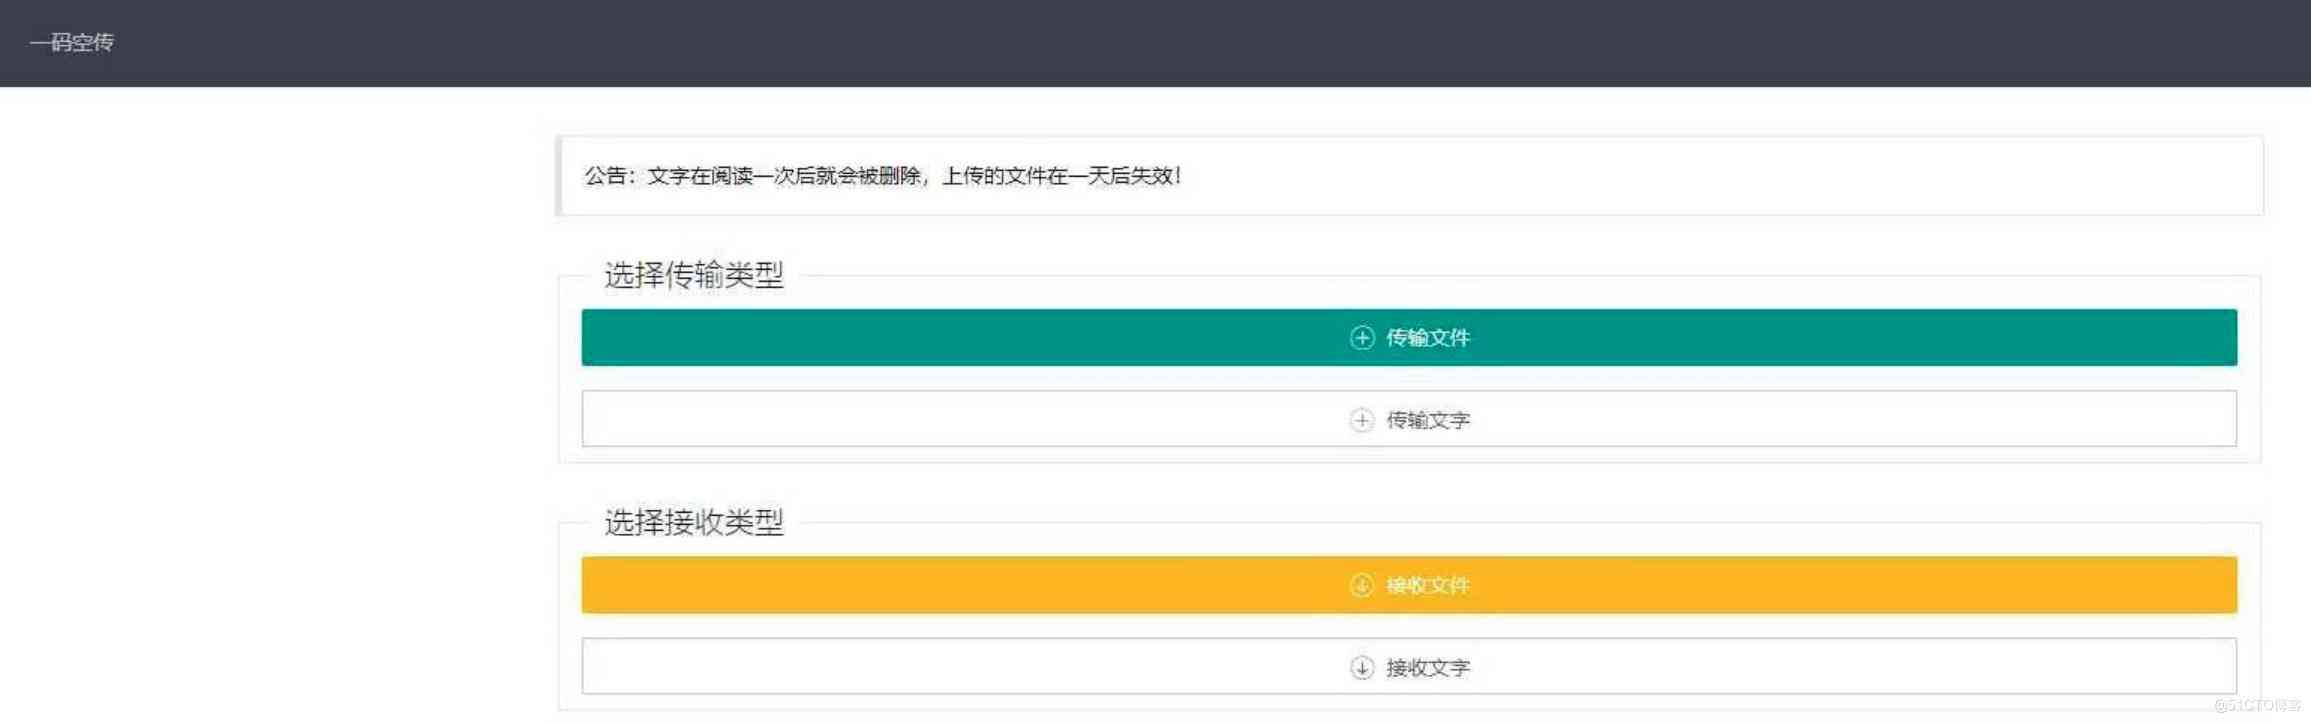 一码空传
公告：文字在阅读一次后就会被删除，上传的文件在一天后失效！
选择传输类型
传输文件
传输文字
选择接收类型
接收文件
接收文字
@51CTO博客